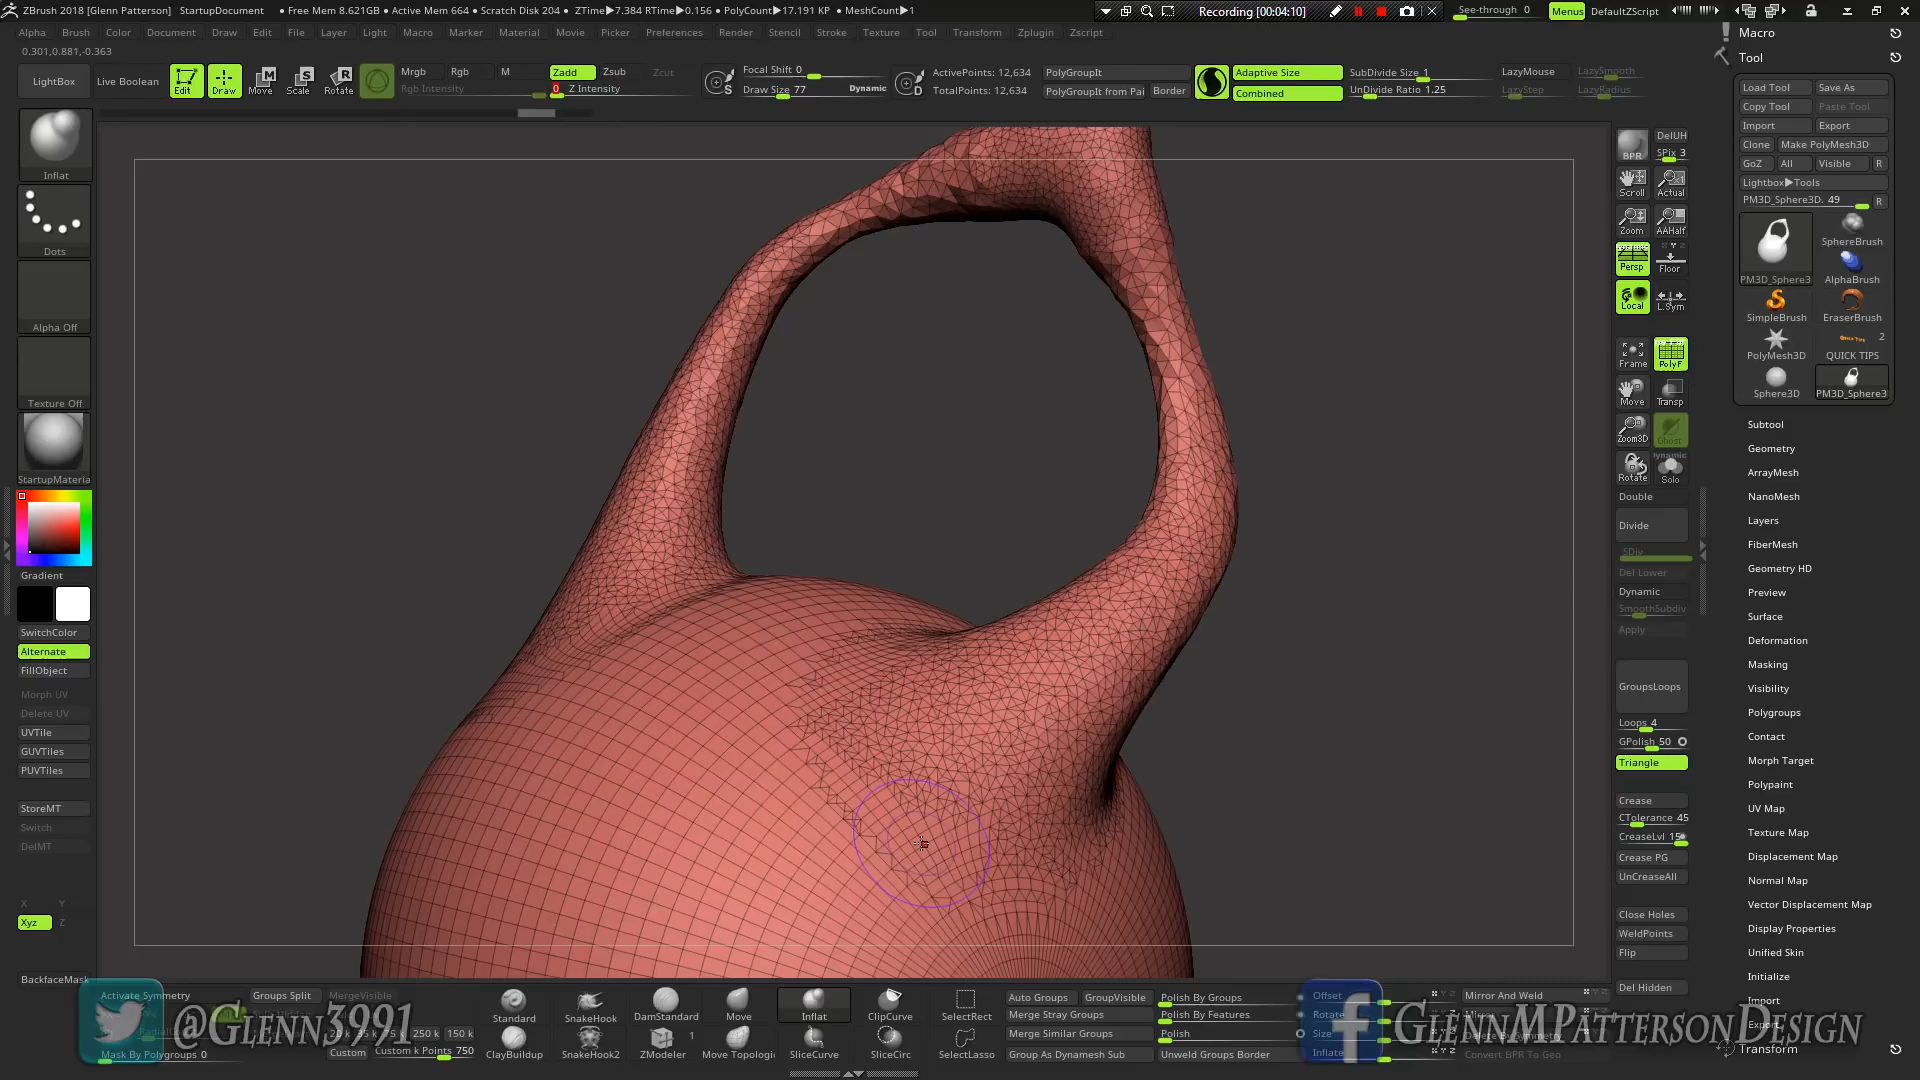 ZBrush 2018 [Glenn Patterson] StartupDocument • Free Mem 8.621GB • Active Mem 664 • Scratch Disk 204 • ZTime▶7.384 RTime▶0.156 • PolyCount▶17.191 KP • MeshCount▶1
Recording [00:04:10]
See-through 0 Menus DefaultZScript
Alpha Brush Color Document Draw Edit File Layer Light Macro Marker Material Movie Picker Preferences Render Stencil Stroke Texture Tool Transform Zplugin Zscript
0.301,0.881,-0.363
LightBox Live Boolean Edit Draw Move Scale Rotate
Mrgb Rgb M Zadd Zsub Zcut
Rgb Intensity 0 Z Intensity
Focal Shift 0
Draw Size 77 Dynamic
ActivePoints: 12,634
TotalPoints: 12,634
PolyGroupIt
PolyGroupIt from Pai Border
Adaptive Size
Combined
SubDivide Size 1
UnDivide Ratio 1.25
LazyMouse LazySmooth
LazyStep LazyRadius
Inflat
Dots
Alpha Off
Texture Off
StartupMateria
Gradient
SwitchColor
Alternate
FillObject
Morph UV
Delete UV
UVTile
GUVTiles
PUVTiles
StoreMT
Switch
DelMT
X Y
Xyz Z
BackfaceMask
BPR DelUH
SPix 3
Scroll Actual
Zoom AAHalf
Persp Floor
Local L.Sym
Frame PolyF
Move Transp
Zoom3D Ghost
Dynamic
Rotate Solo
Double
Divide
SDiv
Del Lower
Dynamic
SmoothSubdiv
Apply
GroupsLoops
Loops 4
GPolish 50
Triangle
Crease
CTolerance 45
CreaseLvl 15
Crease PG
UnCreaseAll
Close Holes
WeldPoints
Flip
Del Hidden
Macro
Tool
Load Tool Save As
Copy Tool Paste Tool
Import Export
Clone Make PolyMesh3D
GoZ All Visible R
Lightbox▶Tools
PM3D_Sphere3D. 49 R
PM3D_Sphere3 SphereBrush
AlphaBrush
SimpleBrush EraserBrush
2
PolyMesh3D QUICK TIPS
Sphere3D PM3D_Sphere3
Subtool
Geometry
ArrayMesh
NanoMesh
Layers
FiberMesh
Geometry HD
Preview
Surface
Deformation
Masking
Visibility
Polygroups
Contact
Morph Target
Polypaint
UV Map
Texture Map
Displacement Map
Normal Map
Vector Displacement Map
Display Properties
Unified Skin
Initialize
Import
Export
Transform
Activate Symmetry Groups Split MergeVisible
20 k 35 k 75 k 250 k 150 k
Mask By Polygroups 0 Custom Custom k Points 750
Standard SnakeHook DamStandard Move Inflat ClipCurve SelectRect
1
ClayBuildup SnakeHook2 ZModeler Move Topologi SliceCurve SliceCirc SelectLasso
Auto Groups GroupVisible
Merge Stray Groups
Merge Similar Groups
Group As Dynamesh Sub
Polish By Groups
Polish By Features
Polish
Unweld Groups Border
Offset
Rotate
Size
Inflate
Mirror And Weld
Mirror
Delete By Symmetry
Convert BPR To Geo
@Glenn3991
GlennMPattersonDesign